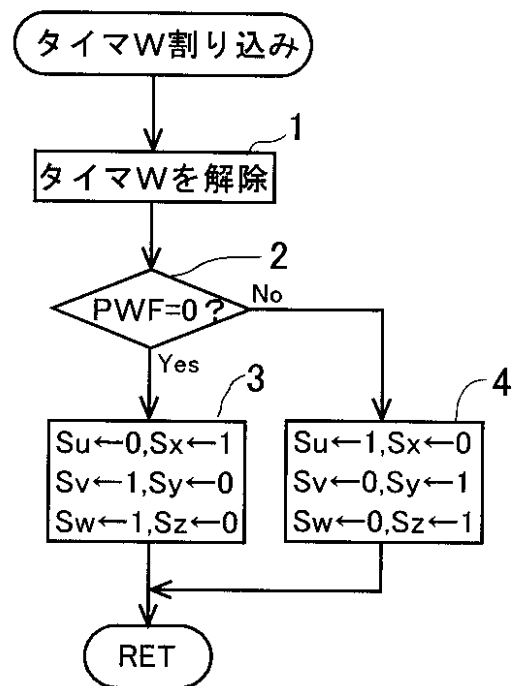 タイマW割り込み
1
タイマWを解除
2
PWF=0?
No
Yes
3
Su←0,Sx←1
Sv←1,Sy←0
Sw←1,Sz←0
4
Su←1,Sx←0
Sv←0,Sy←1
Sw←0,Sz←1
RET